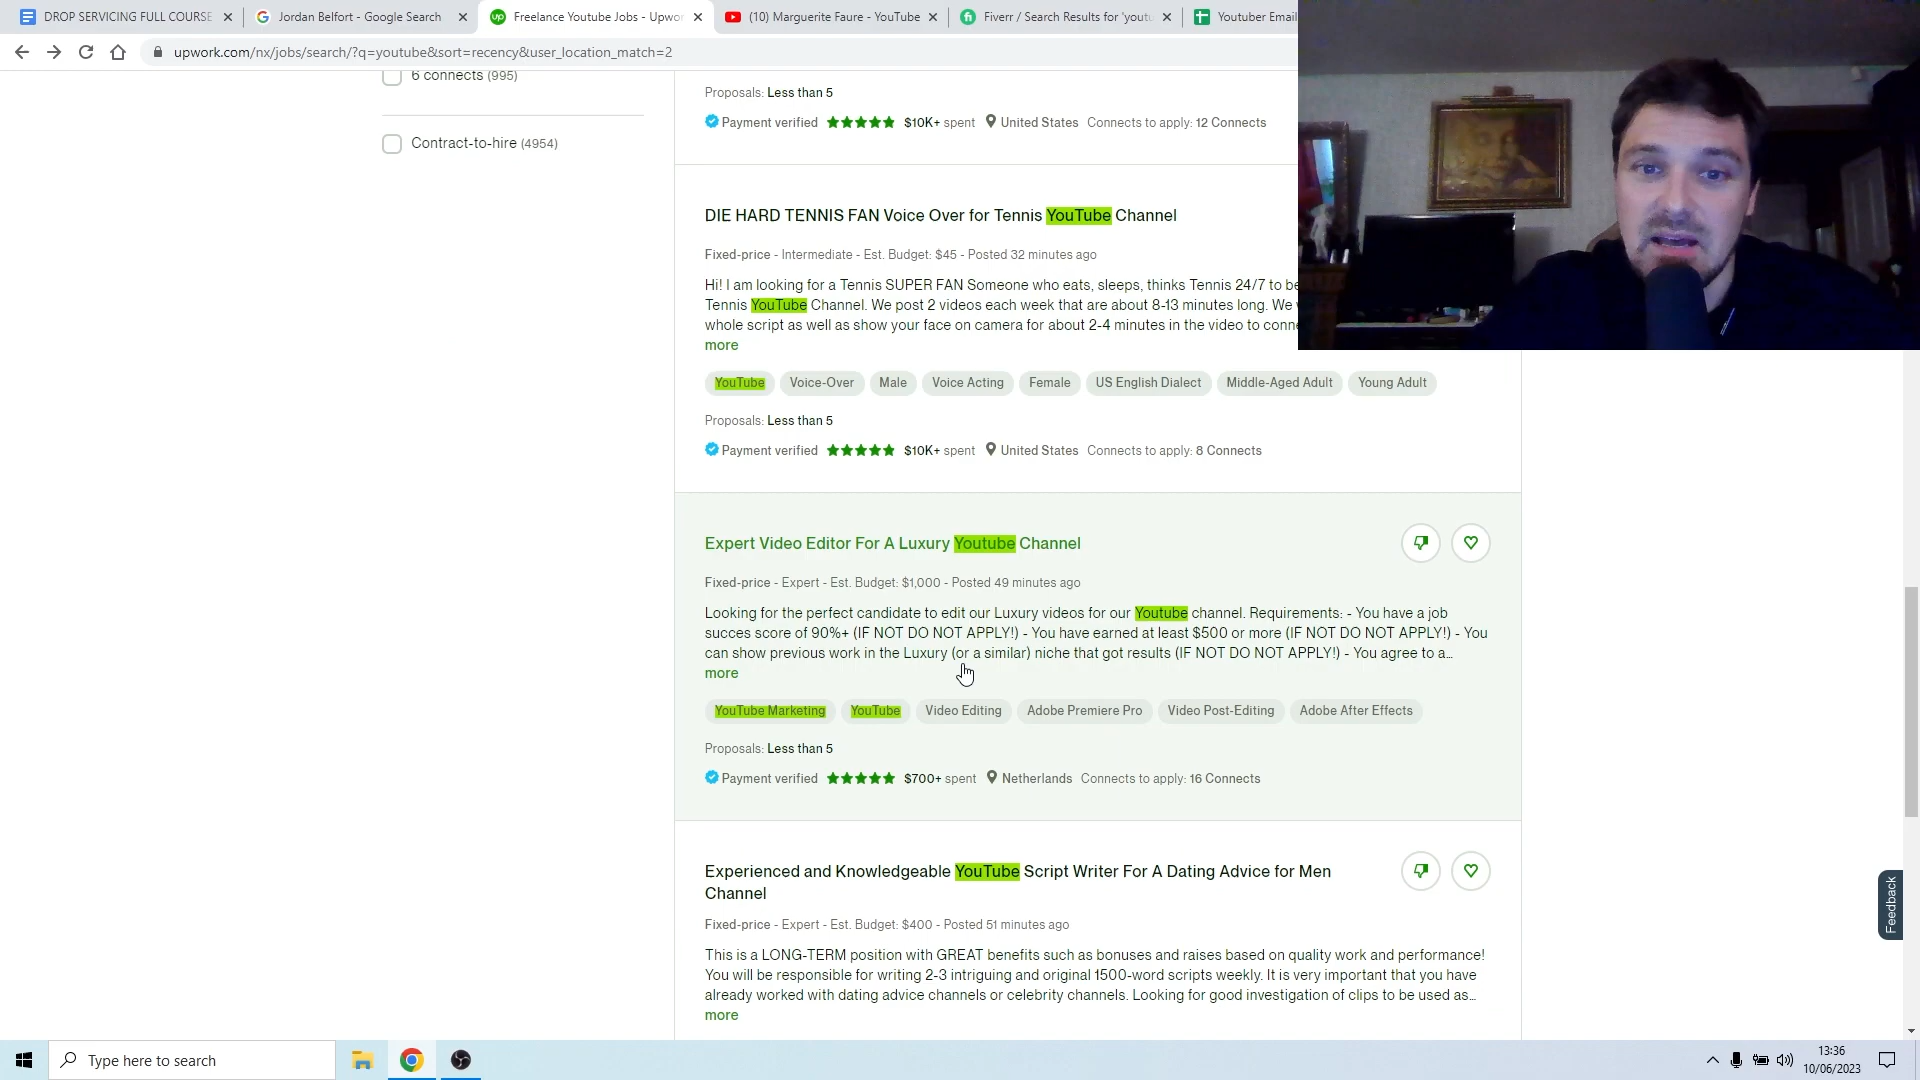 DROP SERVICING FULL COURSE
Jordan Belfort - Google Search
Freelance Youtube Jobs - Upwor
(10) Marguerite Faure - YouTube
Fiverr / Search Results for 'youtu
Youtuber Email
upwork.com/nx/jobs/search/?q=youtube&sort=recency&user_location_match=2
6 connects (995)
Contract-to-hire (4954)
Proposals: Less than 5
Payment verified $10K+ spent United States Connects to apply: 12 Connects
DIE HARD TENNIS FAN Voice Over for Tennis YouTube Channel
Fixed-price - Intermediate - Est. Budget: $45 - Posted 32 minutes ago
Hi! I am looking for a Tennis SUPER FAN Someone who eats, sleeps, thinks Tennis 24/7 to be
Tennis YouTube Channel. We post 2 videos each week that are about 8-13 minutes long. We
whole script as well as show your face on camera for about 2-4 minutes in the video to conne
more
YouTube Voice-Over Male Voice Acting Female US English Dialect Middle-Aged Adult Young Adult
Proposals: Less than 5
Payment verified $10K+ spent United States Connects to apply: 8 Connects
Expert Video Editor For A Luxury Youtube Channel
Fixed-price - Expert - Est. Budget: $1,000 - Posted 49 minutes ago
Looking for the perfect candidate to edit our Luxury videos for our Youtube channel. Requirements: - You have a job
succes score of 90%+ (IF NOT DO NOT APPLY!) - You have earned at least $500 or more (IF NOT DO NOT APPLY!) - You
can show previous work in the Luxury (or a similar) niche that got results (IF NOT DO NOT APPLY!) - You agree to a…
more
YouTube Marketing YouTube Video Editing Adobe Premiere Pro Video Post-Editing Adobe After Effects
Proposals: Less than 5
Payment verified $700+ spent Netherlands Connects to apply: 16 Connects
Experienced and Knowledgeable YouTube Script Writer For A Dating Advice for Men
Channel
Fixed-price - Expert - Est. Budget: $400 - Posted 51 minutes ago
This is a LONG-TERM position with GREAT benefits such as bonuses and raises based on quality work and performance!
You will be responsible for writing 2-3 intriguing and original 1500-word scripts weekly. It is very important that you have
already worked with dating advice channels or celebrity channels. Looking for good investigation of clips to be used as…
more
Feedback
Type here to search
13:36
10/06/2023